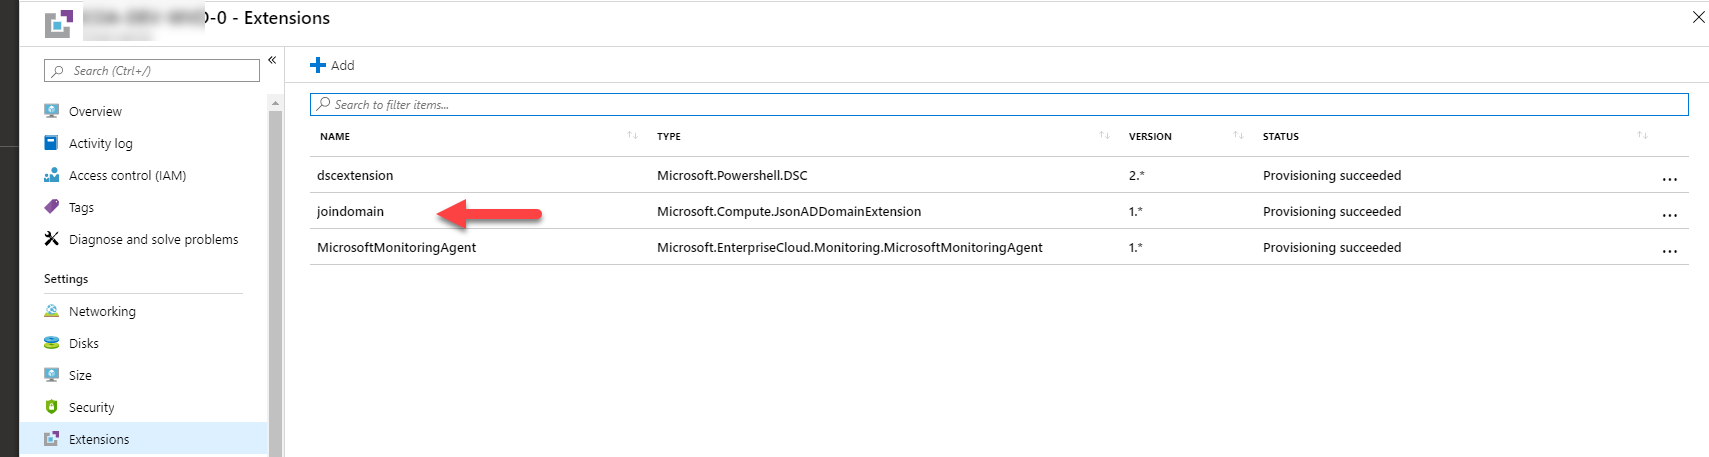 -0 - Extensions
Search (Ctrl+/)
«
Add
Overview
Activity log
Access control (IAM)
Tags
Diagnose and solve problems
Settings
Networking
Disks
Size
Security
Extensions
Search to filter items...
NAME TYPE VERSION STATUS
dscextension Microsoft.Powershell.DSC 2.* Provisioning succeeded ...
joindomain Microsoft.Compute.JsonADDomainExtension 1.* Provisioning succeeded ...
MicrosoftMonitoringAgent Microsoft.EnterpriseCloud.Monitoring.MicrosoftMonitoringAgent 1.* Provisioning succeeded ...